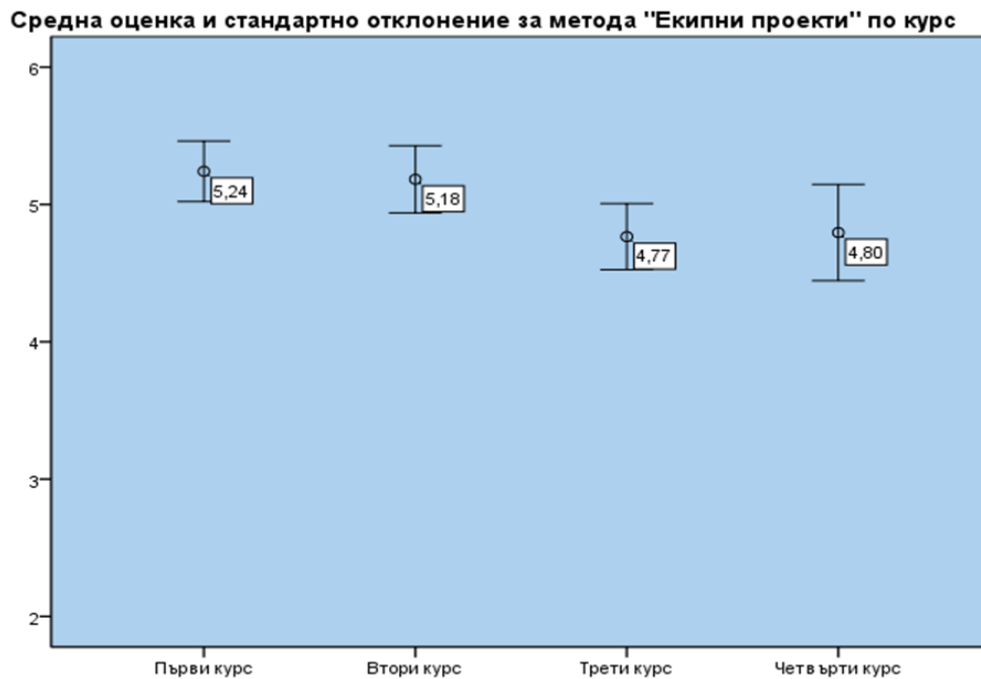 Средна оценка и стандартно отклонение за метода "Екипни проекти" по курс
6
5
4
3
2
5,24
5,18
4,77
4,80
Първи курс
Втори курс
Трети курс
Четвърти курс